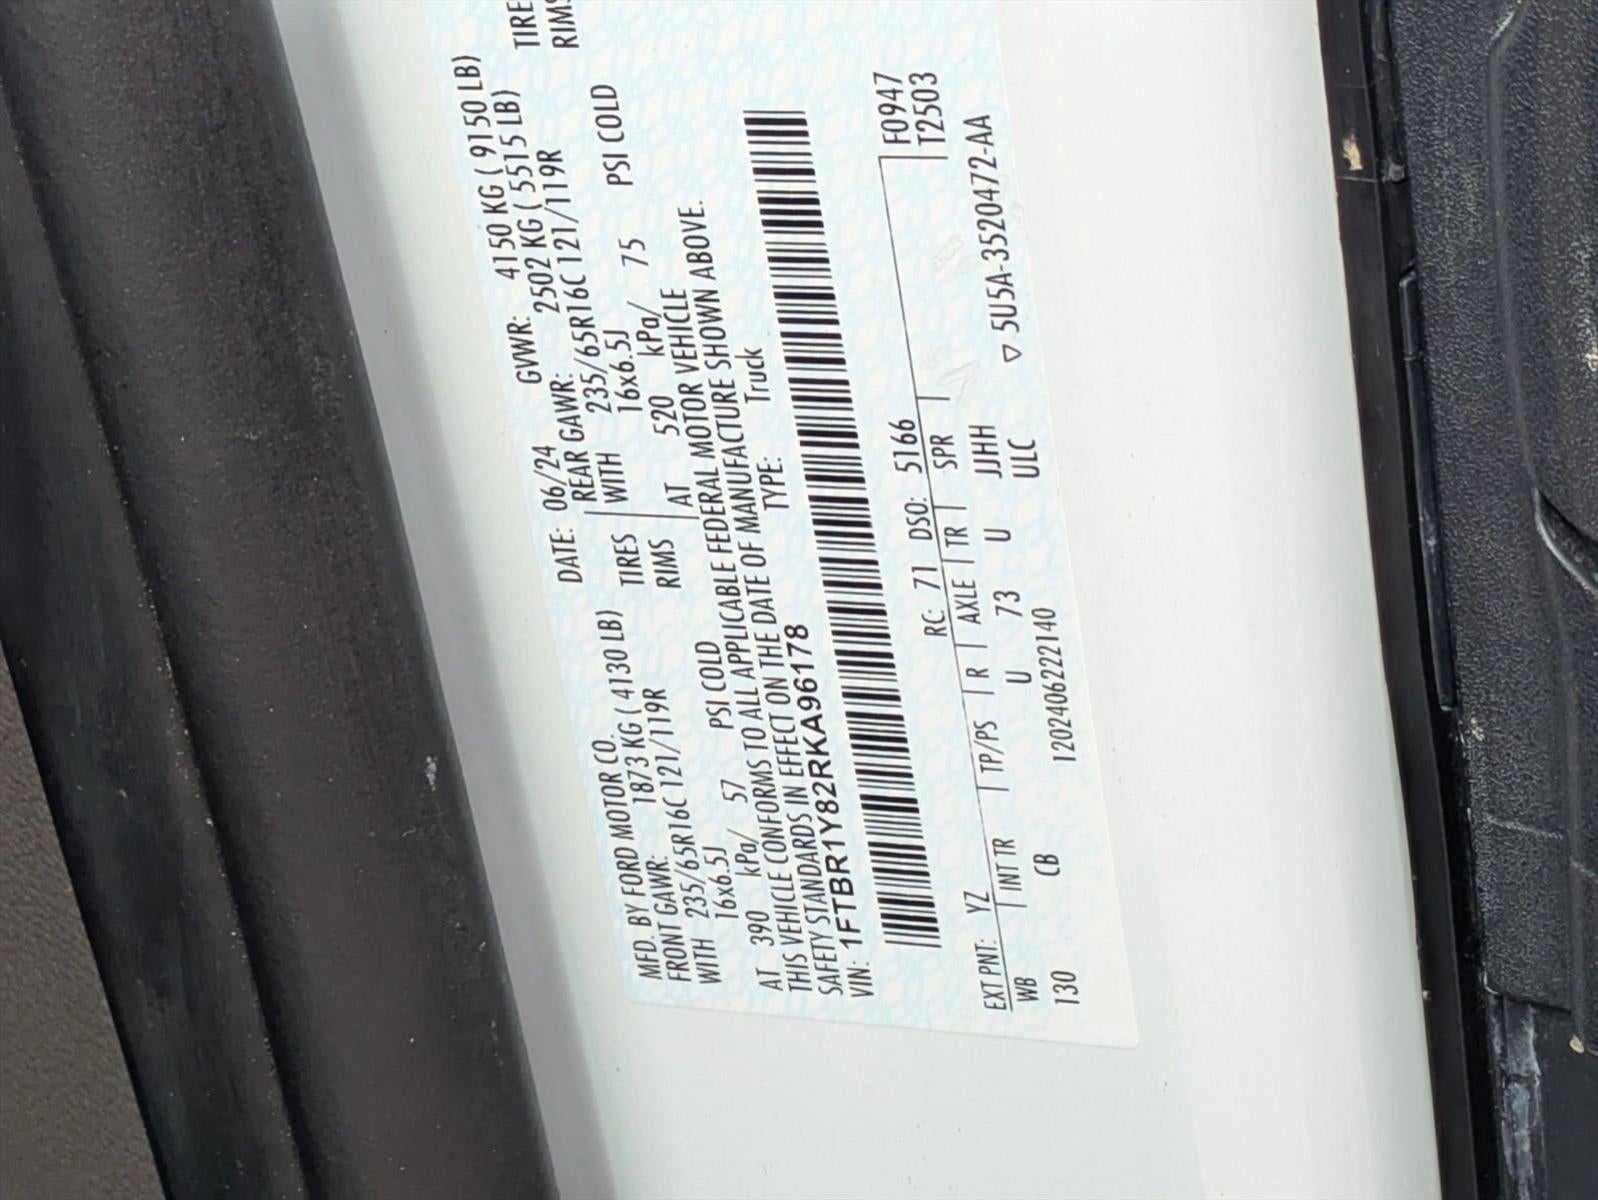 MFD. BY FORD MOTOR CO.
DATE: 06/24 GVWR: 4150 KG ( 9150 LB)
FRONT GAWR: 1873 KG ( 4130 LB) REAR GAWR: 2502 KG ( 5515 LB)
235/65R16C 121/119R TIRES 235/65R16C 121/119R TIRE
WITH 16x6.5J RIMS WITH 16x6.5J RIMS
AT 390 kPa/ 57 PSI COLD AT 520 kPa/ 75 PSI COLD
THIS VEHICLE CONFORMS TO ALL APPLICABLE FEDERAL MOTOR VEHICLE
SAFETY STANDARDS IN EFFECT ON THE DATE OF MANUFACTURE SHOWN ABOVE.
VIN: 1FTBR1Y82RKA96178 TYPE: Truck
F0947
T2503
EXT PNT: YZ RC: 71 DSO: 5166
WB INT TR TP/PS R AXLE TR SPR
130 CB U 73 U JJHH
ULC
1202406222140 ▽ 5U5A-3520472-AA